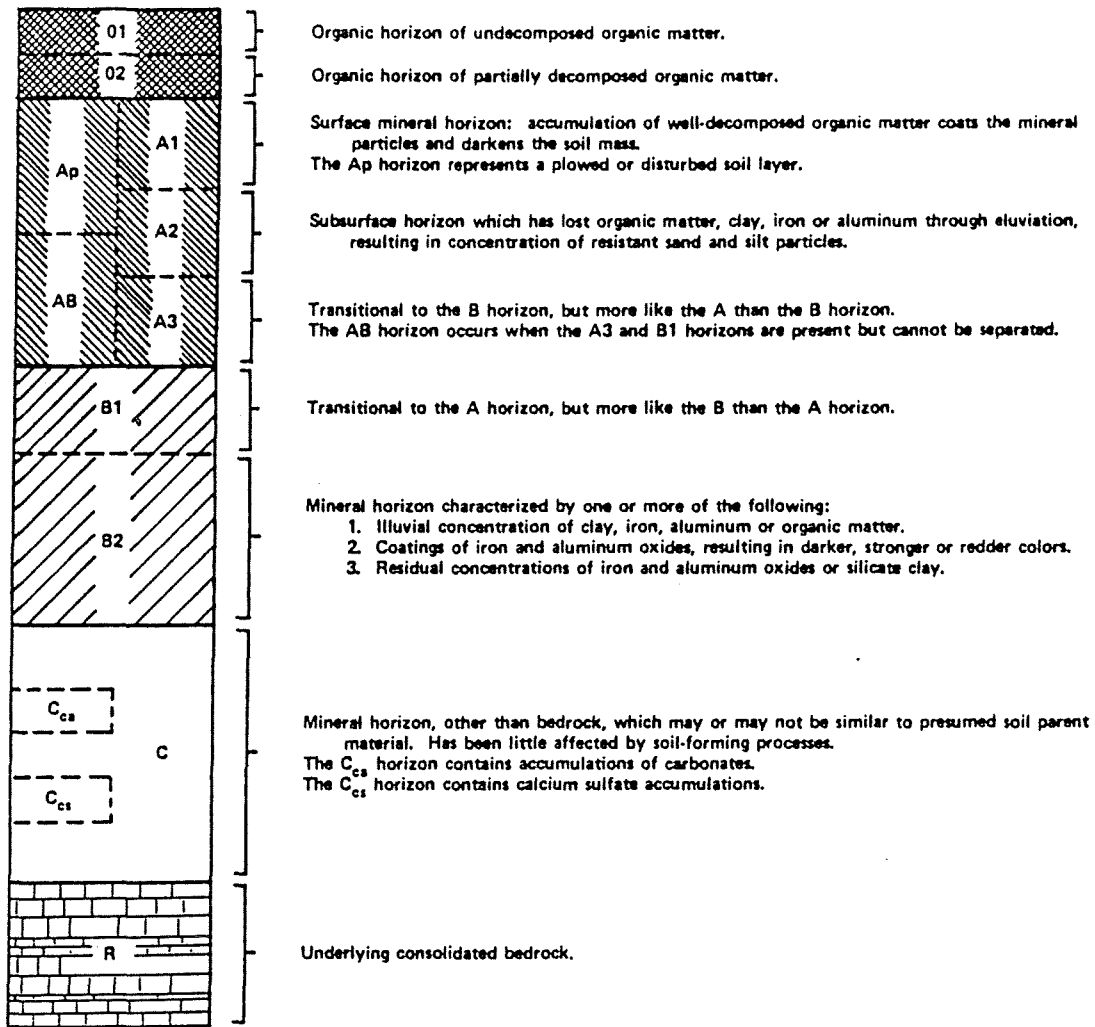 01
Organic horizon of undecomposed organic matter.
02
Organic horizon of partially decomposed organic matter.
Ap
A1
Surface mineral horizon: accumulation of well-decomposed organic matter coats the mineral
particles and darkens the soil mass.
The Ap horizon represents a plowed or disturbed soil layer.
A2
Subsurface horizon which has lost organic matter, clay, iron or aluminum through eluviation,
resulting in concentration of resistant sand and silt particles.
AB
A3
Transitional to the B horizon, but more like the A than the B horizon.
The AB horizon occurs when the A3 and B1 horizons are present but cannot be separated.
B1
Transitional to the A horizon, but more like the B than the A horizon.
B2
Mineral horizon characterized by one or more of the following:
1. Illuvial concentration of clay, iron, aluminum or organic matter.
2. Coatings of iron and aluminum oxides, resulting in darker, stronger or redder colors.
3. Residual concentrations of iron and aluminum oxides or silicate clay.
Cca
C
Ccs
Mineral horizon, other than bedrock, which may or may not be similar to presumed soil parent
material. Has been little affected by soil-forming processes.
The Cca horizon contains accumulations of carbonates.
The Ccs horizon contains calcium sulfate accumulations.
R
Underlying consolidated bedrock.